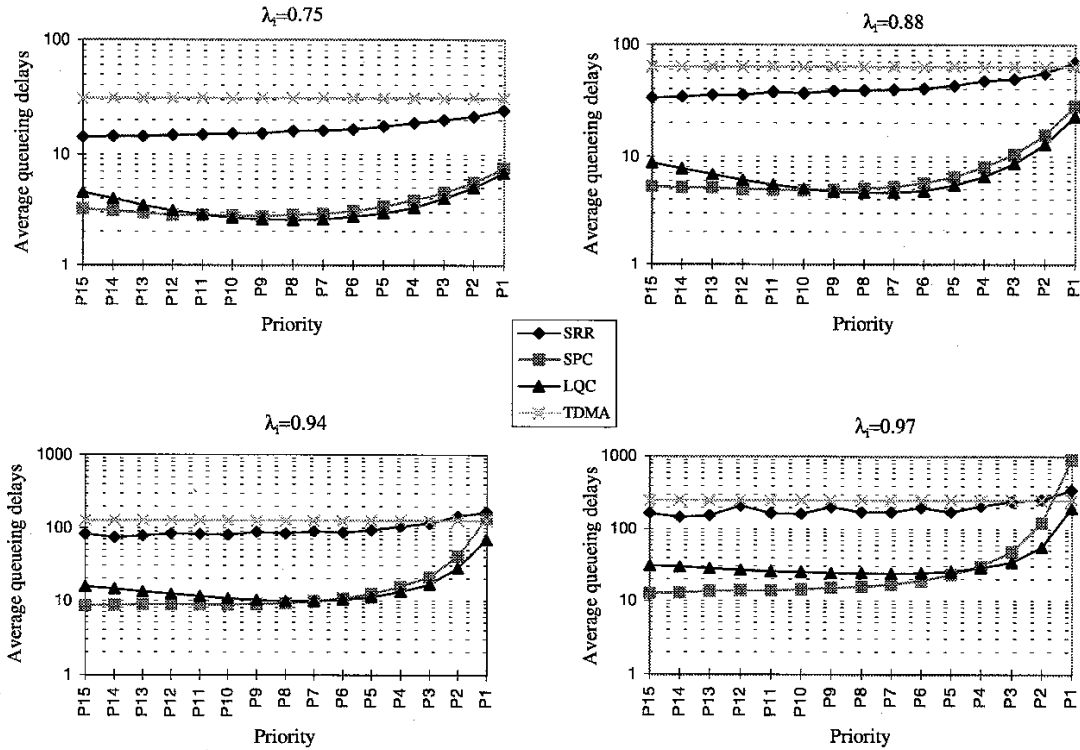 λi=0.75
Average queueing delays
100
10
1
P15 P14 P13 P12 P11 P10 P9 P8 P7 P6 P5 P4 P3 P2 P1
Priority
λi=0.88
Average queueing delays
100
10
1
P15 P14 P13 P12 P11 P10 P9 P8 P7 P6 P5 P4 P3 P2 P1
Priority
SRR
SPC
LQC
TDMA
λi=0.94
Average queueing delays
1000
100
10
1
P15 P14 P13 P12 P11 P10 P9 P8 P7 P6 P5 P4 P3 P2 P1
Priority
λi=0.97
Average queueing delays
1000
100
10
1
P15 P14 P13 P12 P11 P10 P9 P8 P7 P6 P5 P4 P3 P2 P1
Priority